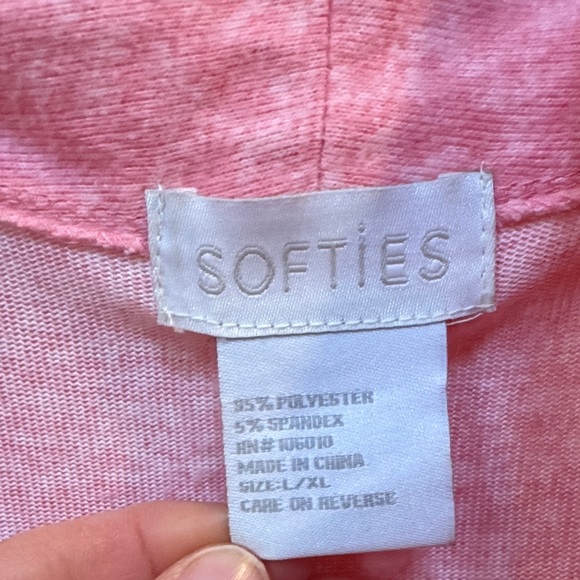 SOFTiES
95% POLYESTER
5% SPANDEX
RN# 106010
MADE IN CHINA
SIZE:L/XL
CARE ON REVERSE